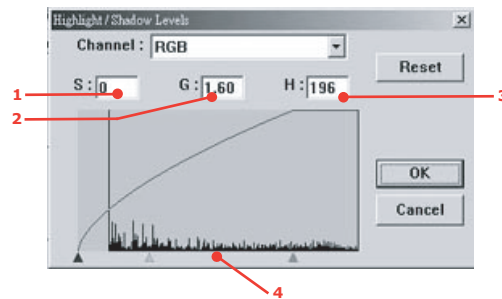 Highlight / Shadow Levels
Channel : RGB
Reset
S : 0 G : 1.60 H : 196
1
2
3
OK
Cancel
4